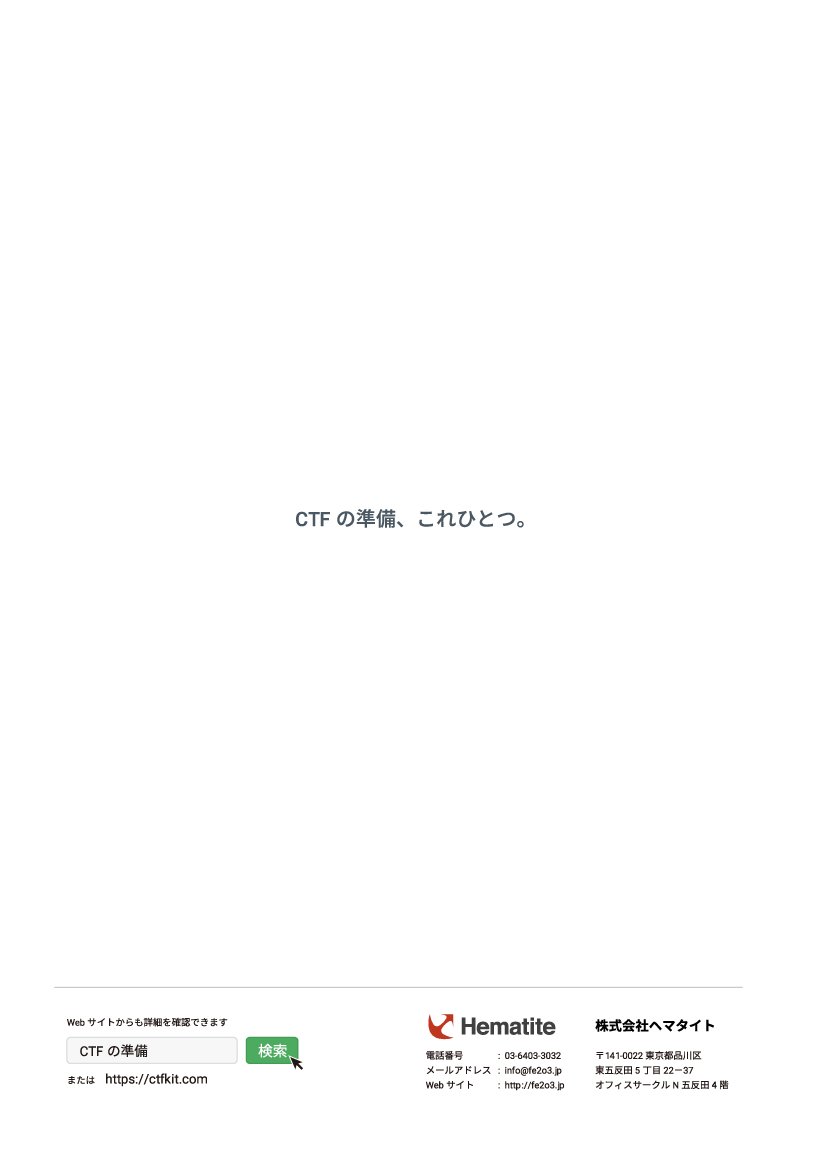 CTF の準備、これひとつ。
Web サイトからも詳細を確認できます
CTF の準備
検索
または https://ctfkit.com
Hematite
電話番号 : 03-6403-3032
メールアドレス : info@fe2o3.jp
Web サイト : http://fe2o3.jp
株式会社ヘマタイト
〒141-0022 東京都品川区
東五反田 5 丁目 22ー37
オフィスサークル N 五反田 4 階